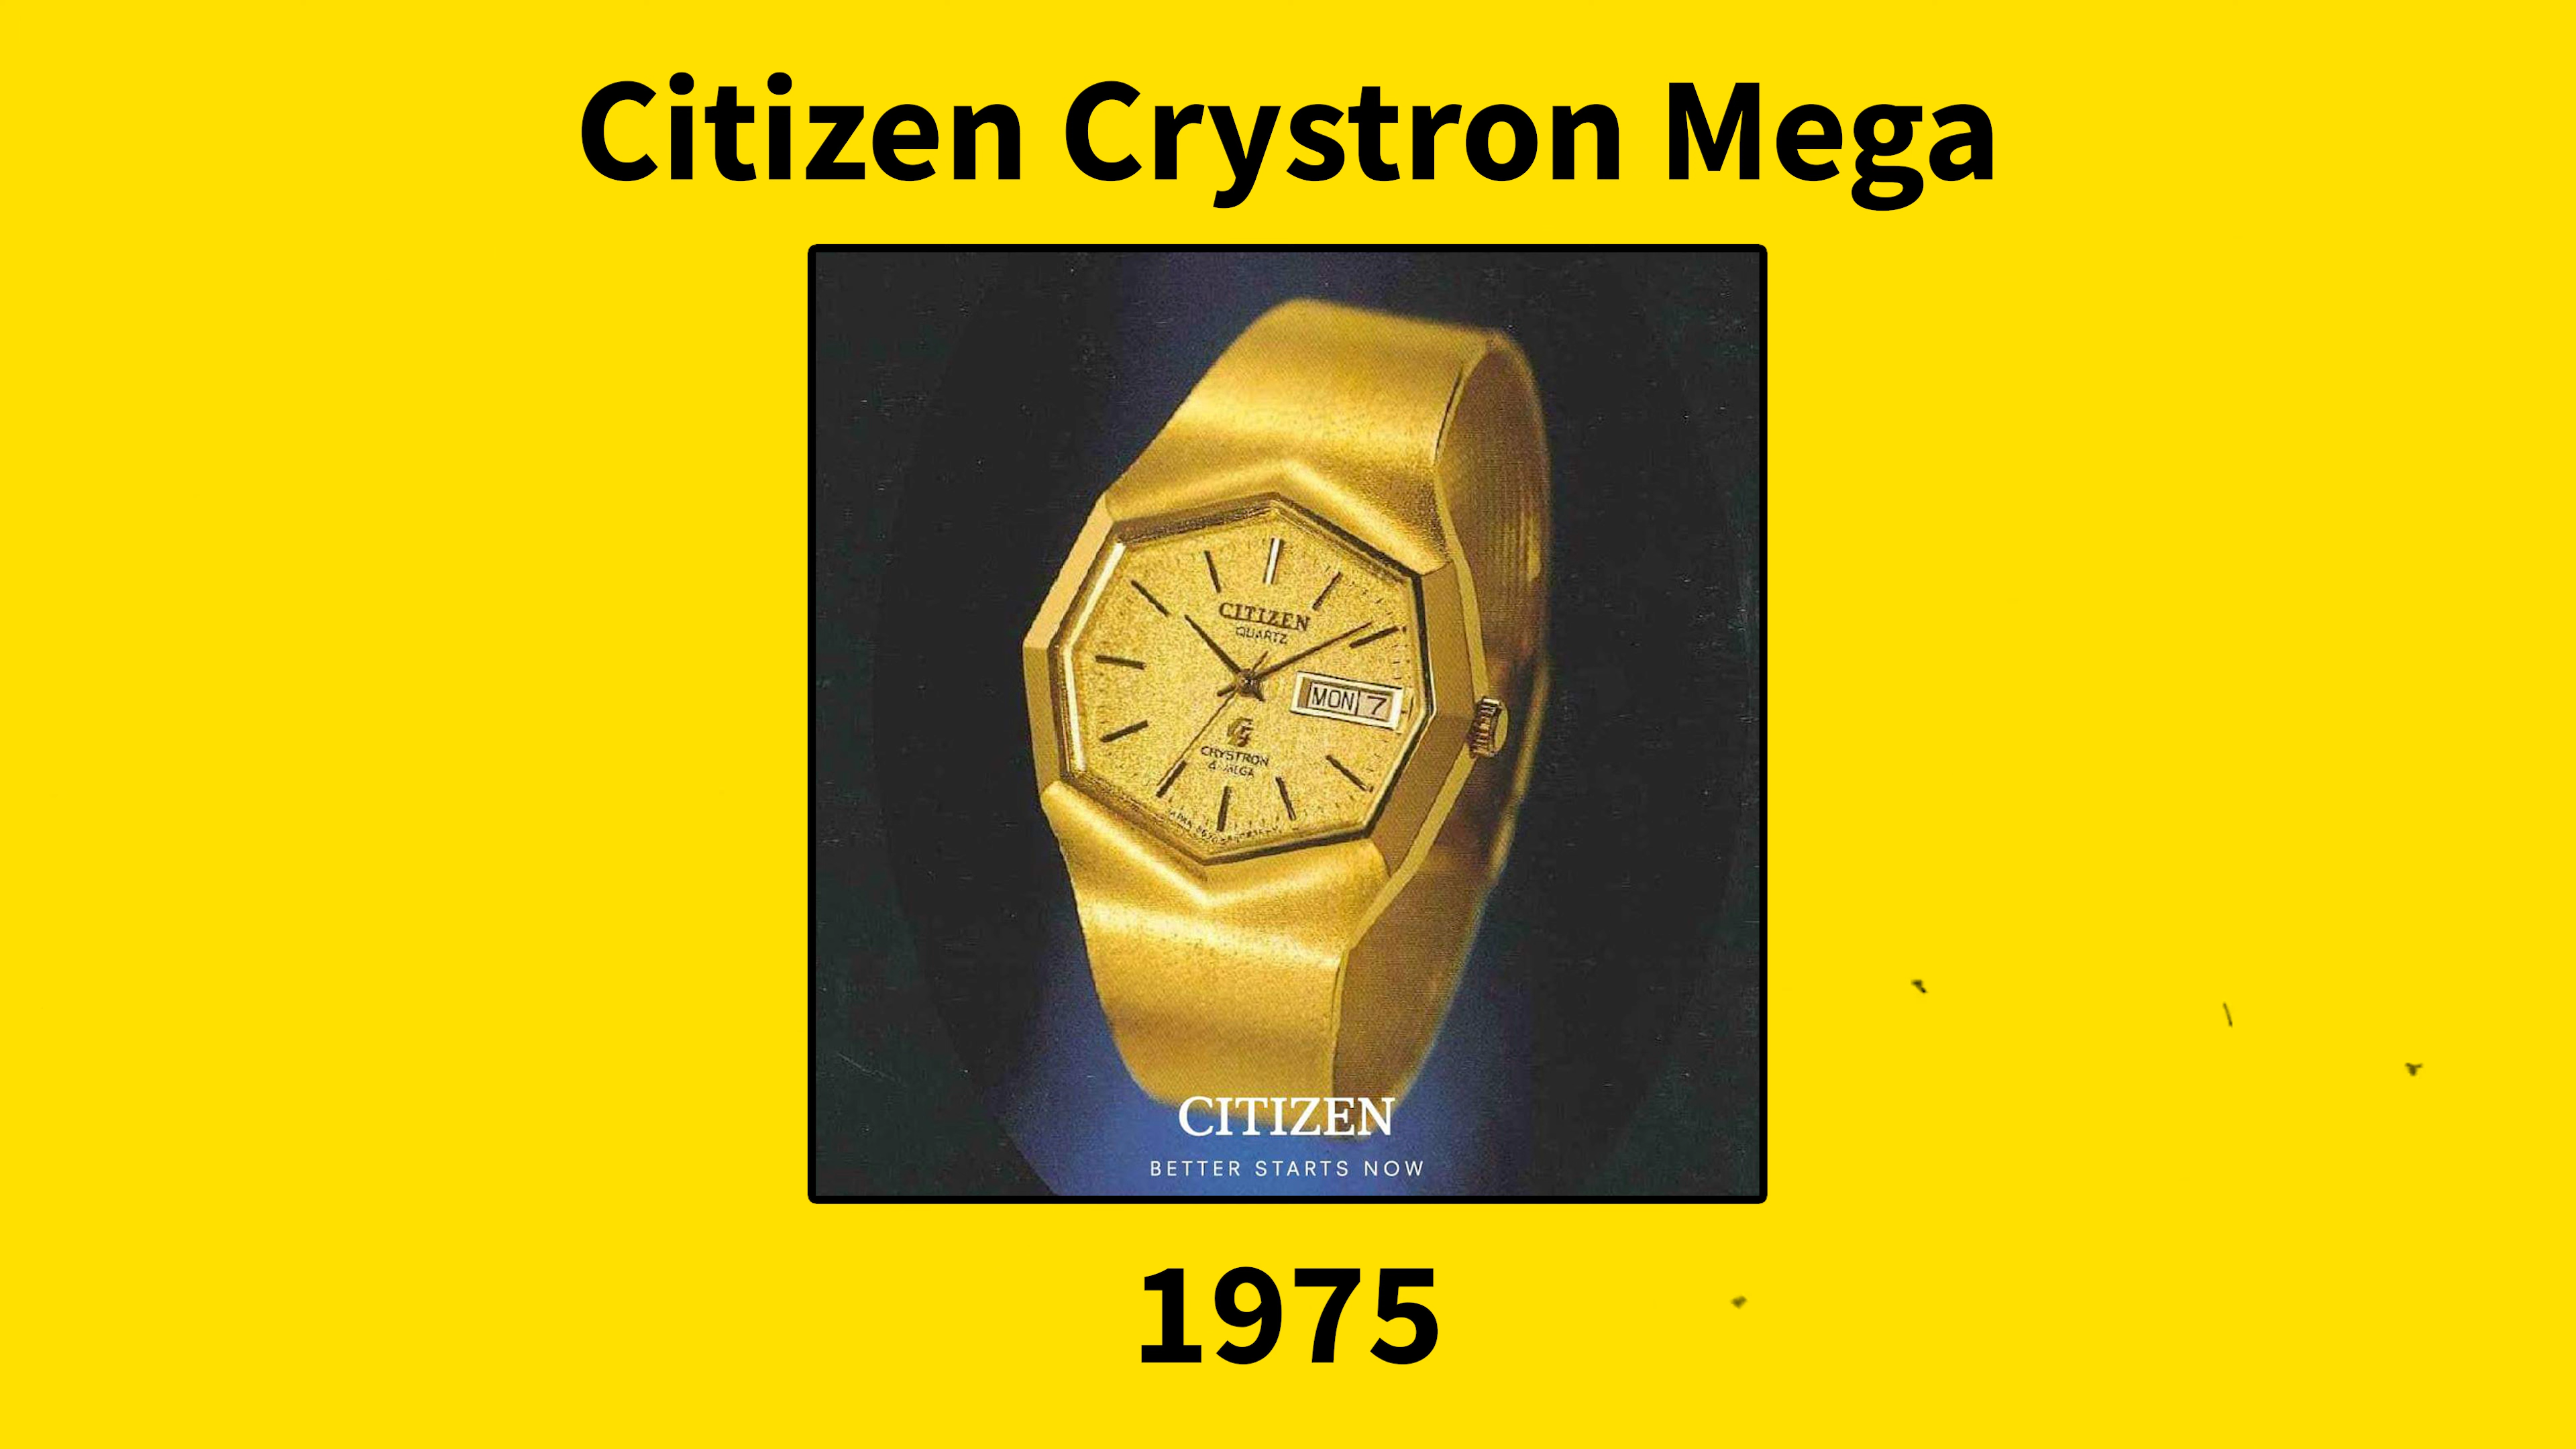 Citizen Crystron Mega
CITIZEN
QUARTZ
MON 7
CRYSTRON
4 MEGA
CITIZEN
BETTER STARTS NOW
1975